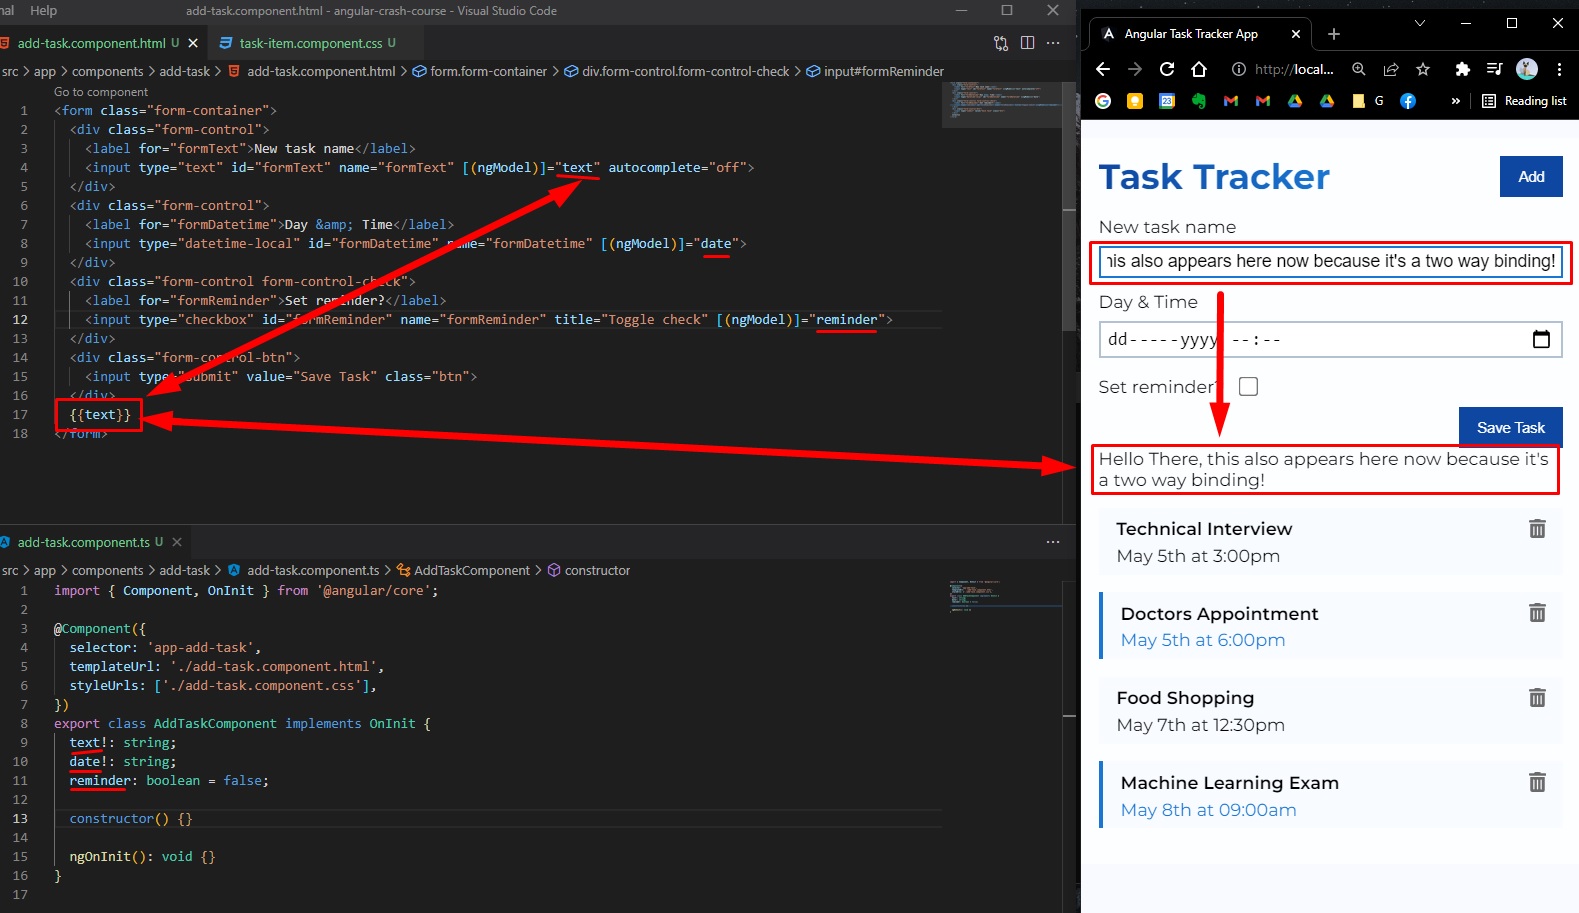 nal Help
add-task.component.html - angular-crash-course - Visual Studio Code
add-task.component.html U
task-item.component.css U
src > app > components > add-task > add-task.component.html > form.form-container > div.form-control.form-control-check > input#formReminder
Go to component
1 <form class="form-container">
2 <div class="form-control">
3 <label for="formText">New task name</label>
4 <input type="text" id="formText" name="formText" [(ngModel)]="text" autocomplete="off">
5 </div>
6 <div class="form-control">
7 <label for="formDatetime">Day &amp; Time</label>
8 <input type="datetime-local" id="formDatetime" name="formDatetime" [(ngModel)]="date">
9 </div>
10 <div class="form-control form-control-check">
11 <label for="formReminder">Set reminder?</label>
12 <input type="checkbox" id="formReminder" name="formReminder" title="Toggle check" [(ngModel)]="reminder">
13 </div>
14 <div class="form-control-btn">
15 <input type="submit" value="Save Task" class="btn">
16 </div>
17 {{text}}
18 </form>
add-task.component.ts U
src > app > components > add-task > add-task.component.ts > AddTaskComponent > constructor
1 import { Component, OnInit } from '@angular/core';
2
3 @Component({
4 selector: 'app-add-task',
5 templateUrl: './add-task.component.html',
6 styleUrls: ['./add-task.component.css'],
7 })
8 export class AddTaskComponent implements OnInit {
9 text!: string;
10 date!: string;
11 reminder: boolean = false;
12
13 constructor() {}
14
15 ngOnInit(): void {}
16 }
17
Angular Task Tracker App
http://local...
G
Reading list
Task Tracker
Add
New task name
his also appears here now because it's a two way binding!
Day & Time
dd-----yyyy --:--
Set reminder?
Save Task
Hello There, this also appears here now because it's
a two way binding!
Technical Interview
May 5th at 3:00pm
Doctors Appointment
May 5th at 6:00pm
Food Shopping
May 7th at 12:30pm
Machine Learning Exam
May 8th at 09:00am